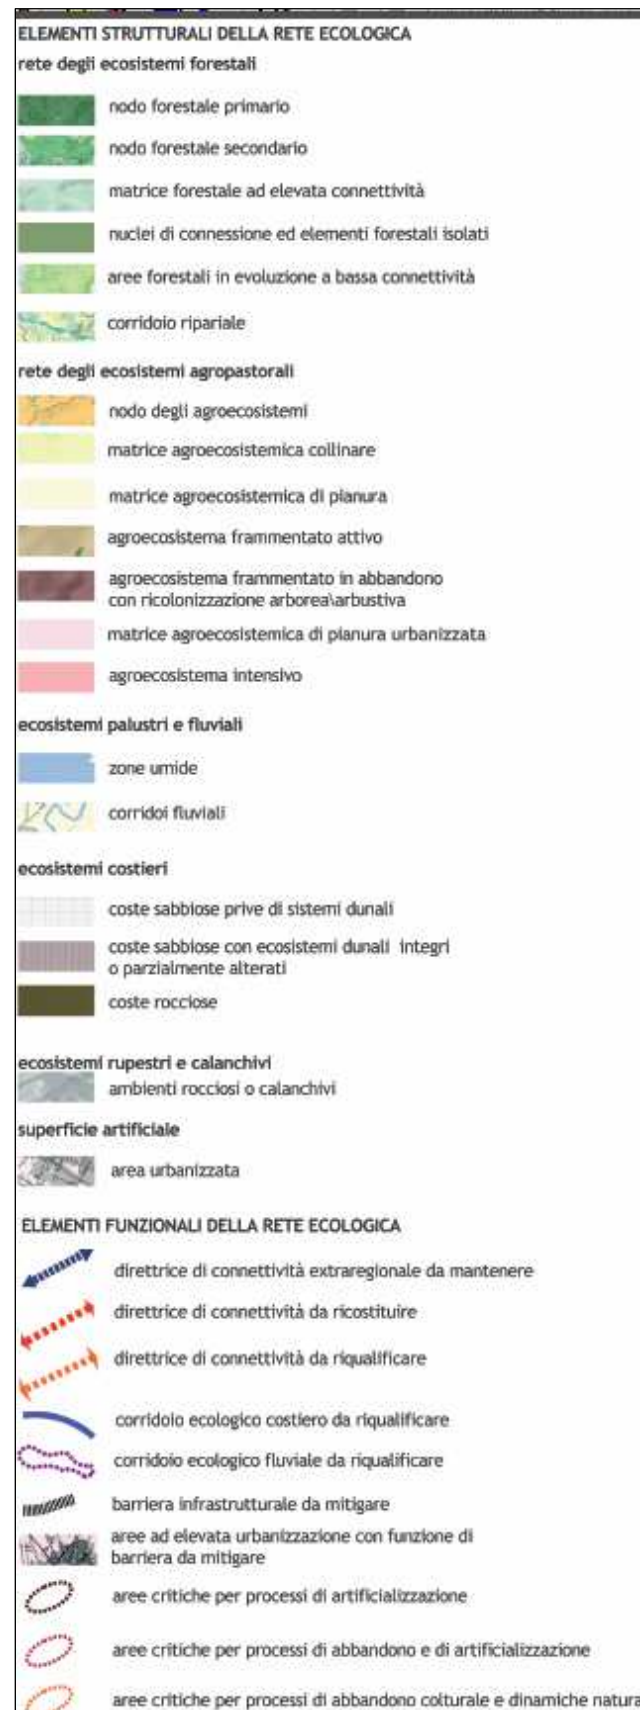 ELEMENTI STRUTTURALI DELLA RETE ECOLOGICA
rete degli ecosistemi forestali
nodo forestale primario
nodo forestale secondario
matrice forestale ad elevata connettività
nuclei di connessione ed elementi forestali isolati
aree forestali in evoluzione a bassa connettività
corridoio ripariale
rete degli ecosistemi agropastorali
nodo degli agroecosistemi
matrice agroecosistemica collinare
matrice agroecosistemica di pianura
agroecosistema frammentato attivo
agroecosistema frammentato in abbandono
con ricolonizzazione arborea\arbustiva
matrice agroecosistemica di pianura urbanizzata
agroecosistema intensivo
ecosistemi palustri e fluviali
zone umide
corridoi fluviali
ecosistemi costieri
coste sabbiose prive di sistemi dunali
coste sabbiose con ecosistemi dunali integri
o parzialmente alterati
coste rocciose
ecosistemi rupestri e calanchivi
ambienti rocciosi o calanchivi
superficie artificiale
area urbanizzata
ELEMENTI FUNZIONALI DELLA RETE ECOLOGICA
direttrice di connettività extraregionale da mantenere
direttrice di connettività da ricostituire
direttrice di connettività da riqualificare
corridoio ecologico costiero da riqualificare
corridoio ecologico fluviale da riqualificare
barriera infrastrutturale da mitigare
aree ad elevata urbanizzazione con funzione di
barriera da mitigare
aree critiche per processi di artificializzazione
aree critiche per processi di abbandono e di artificializzazione
aree critiche per processi di abbandono colturale e dinamiche natura